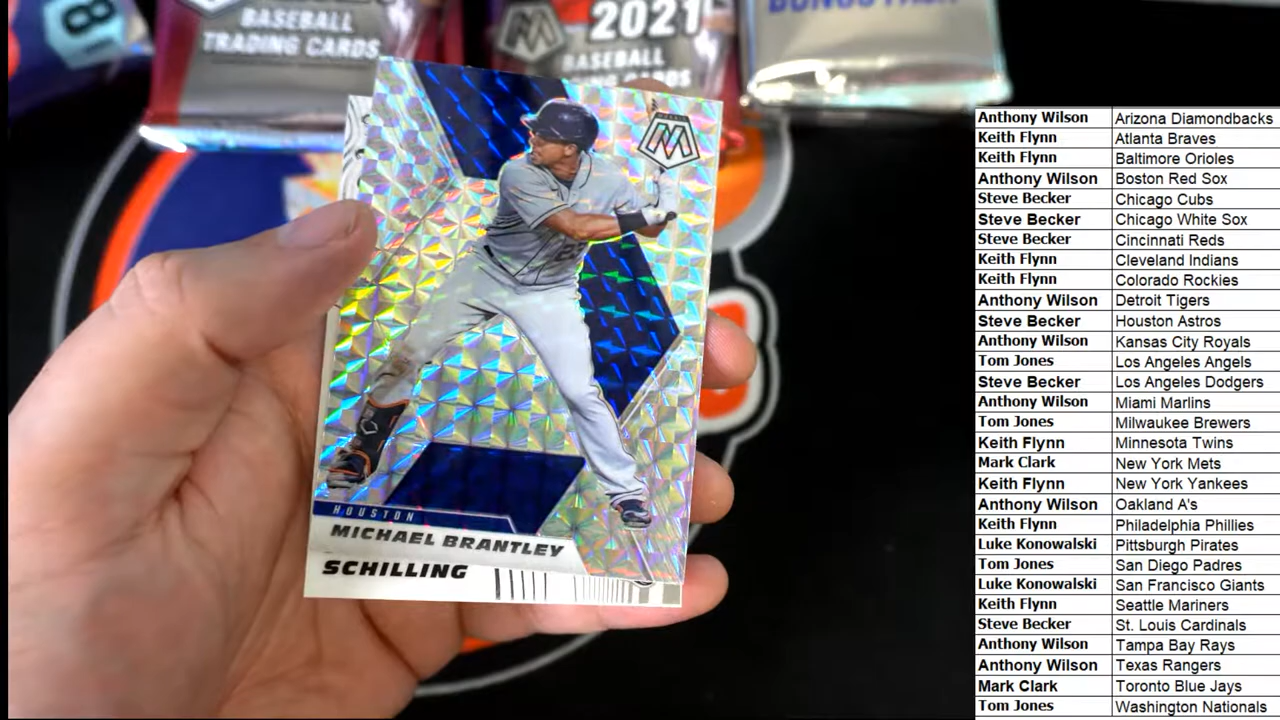 BASEBALL
TRADING CARDS
2021
BASEBALL
CARDS
MOSAIC
M
HOUSTON
MICHAEL BRANTLEY
SCHILLING
Anthony Wilson Arizona Diamondbacks
Keith Flynn Atlanta Braves
Keith Flynn Baltimore Orioles
Anthony Wilson Boston Red Sox
Steve Becker Chicago Cubs
Steve Becker Chicago White Sox
Steve Becker Cincinnati Reds
Keith Flynn Cleveland Indians
Keith Flynn Colorado Rockies
Anthony Wilson Detroit Tigers
Steve Becker Houston Astros
Anthony Wilson Kansas City Royals
Tom Jones Los Angeles Angels
Steve Becker Los Angeles Dodgers
Anthony Wilson Miami Marlins
Tom Jones Milwaukee Brewers
Keith Flynn Minnesota Twins
Mark Clark New York Mets
Keith Flynn New York Yankees
Anthony Wilson Oakland A's
Keith Flynn Philadelphia Phillies
Luke Konowalski Pittsburgh Pirates
Tom Jones San Diego Padres
Luke Konowalski San Francisco Giants
Keith Flynn Seattle Mariners
Steve Becker St. Louis Cardinals
Anthony Wilson Tampa Bay Rays
Anthony Wilson Texas Rangers
Mark Clark Toronto Blue Jays
Tom Jones Washington Nationals